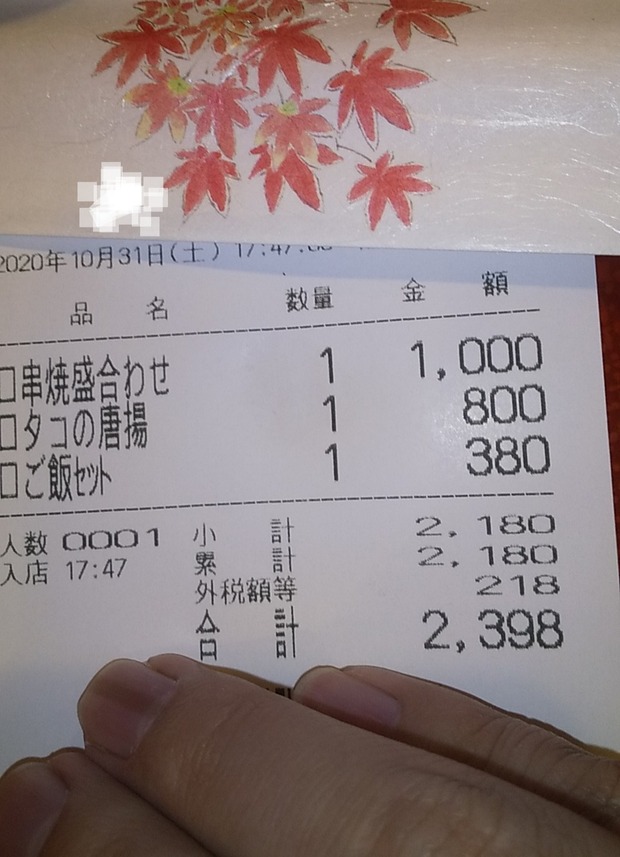 2020年10月31日(土) 17:47
品 名 数量 金 額
□串焼盛合わせ 1 1,000
□タコの唐揚 1 800
□ご飯セット 1 380
人数 0001 小 計 2,180
入店 17:47 累 計 2,180
外税額等 218
合 計 2,398